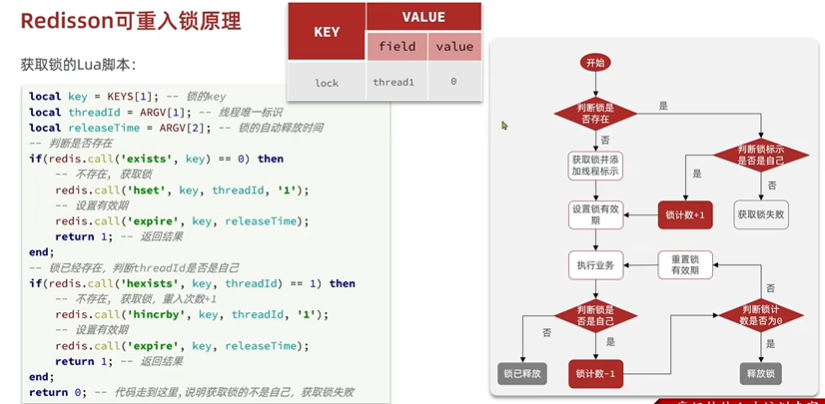 Redisson可重入锁原理
KEY
VALUE
field
value
lock
thread1
0
获取锁的Lua脚本：
local key = KEYS[1]; -- 锁的key
local threadId = ARGV[1]; -- 线程唯一标识
local releaseTime = ARGV[2]; -- 锁的自动释放时间
-- 判断是否存在
if(redis.call('exists', key) == 0) then
-- 不存在, 获取锁
redis.call('hset', key, threadId, '1');
-- 设置有效期
redis.call('expire', key, releaseTime);
return 1; -- 返回结果
end;
-- 锁已经存在，判断threadId是否是自己
if(redis.call('hexists', key, threadId) == 1) then
-- 不存在, 获取锁，重入次数+1
redis.call('hincrby', key, threadId, '1');
-- 设置有效期
redis.call('expire', key, releaseTime);
return 1; -- 返回结果
end;
return 0; -- 代码走到这里,说明获取锁的不是自己，获取锁失败
开始
判断锁是
否存在
是
否
获取锁并添
加线程标示
判断锁标示
是否是自己
是
否
设置锁有效
期
锁计数+1
获取锁失败
执行业务
重置锁
有效期
否
判断锁是
否是自己
判断锁计
数是否为0
否
是
是
锁已释放
锁计数-1
释放锁